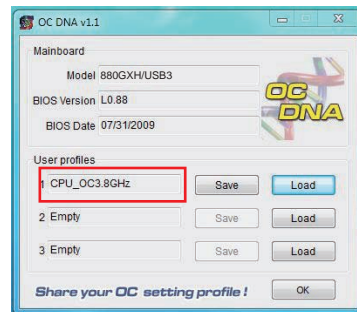 OC DNA v1.1
Mainboard
Model 880GXH/USB3
BIOS Version L0.88
BIOS Date 07/31/2009
OC DNA
User profiles
1 CPU_OC3.8GHz Save Load
2 Empty Save Load
3 Empty Save Load
Share your OC setting profile ! OK